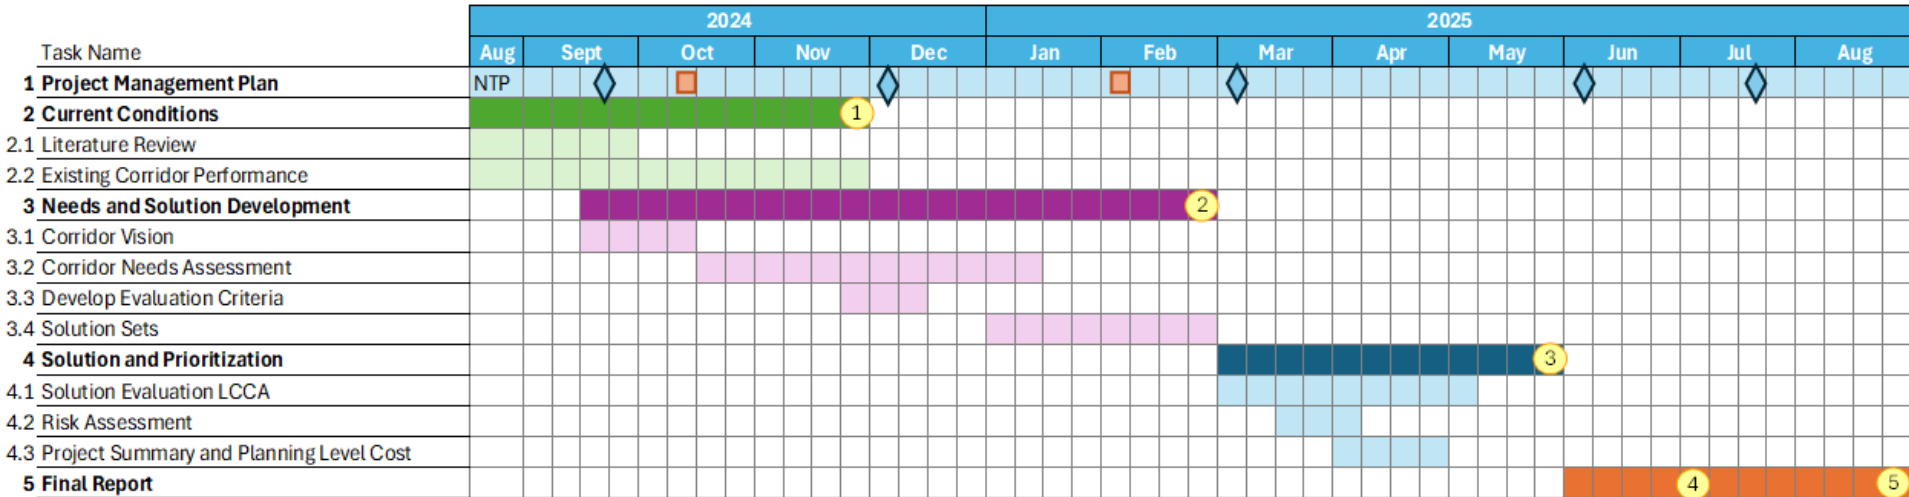 2024 2025
Task Name Aug Sept Oct Nov Dec Jan Feb Mar Apr May Jun Jul Aug
1 Project Management Plan NTP
2 Current Conditions 1
2.1 Literature Review
2.2 Existing Corridor Performance
3 Needs and Solution Development 2
3.1 Corridor Vision
3.2 Corridor Needs Assessment
3.3 Develop Evaluation Criteria
3.4 Solution Sets
4 Solution and Prioritization 3
4.1 Solution Evaluation LCCA
4.2 Risk Assessment
4.3 Project Summary and Planning Level Cost
5 Final Report 4 5